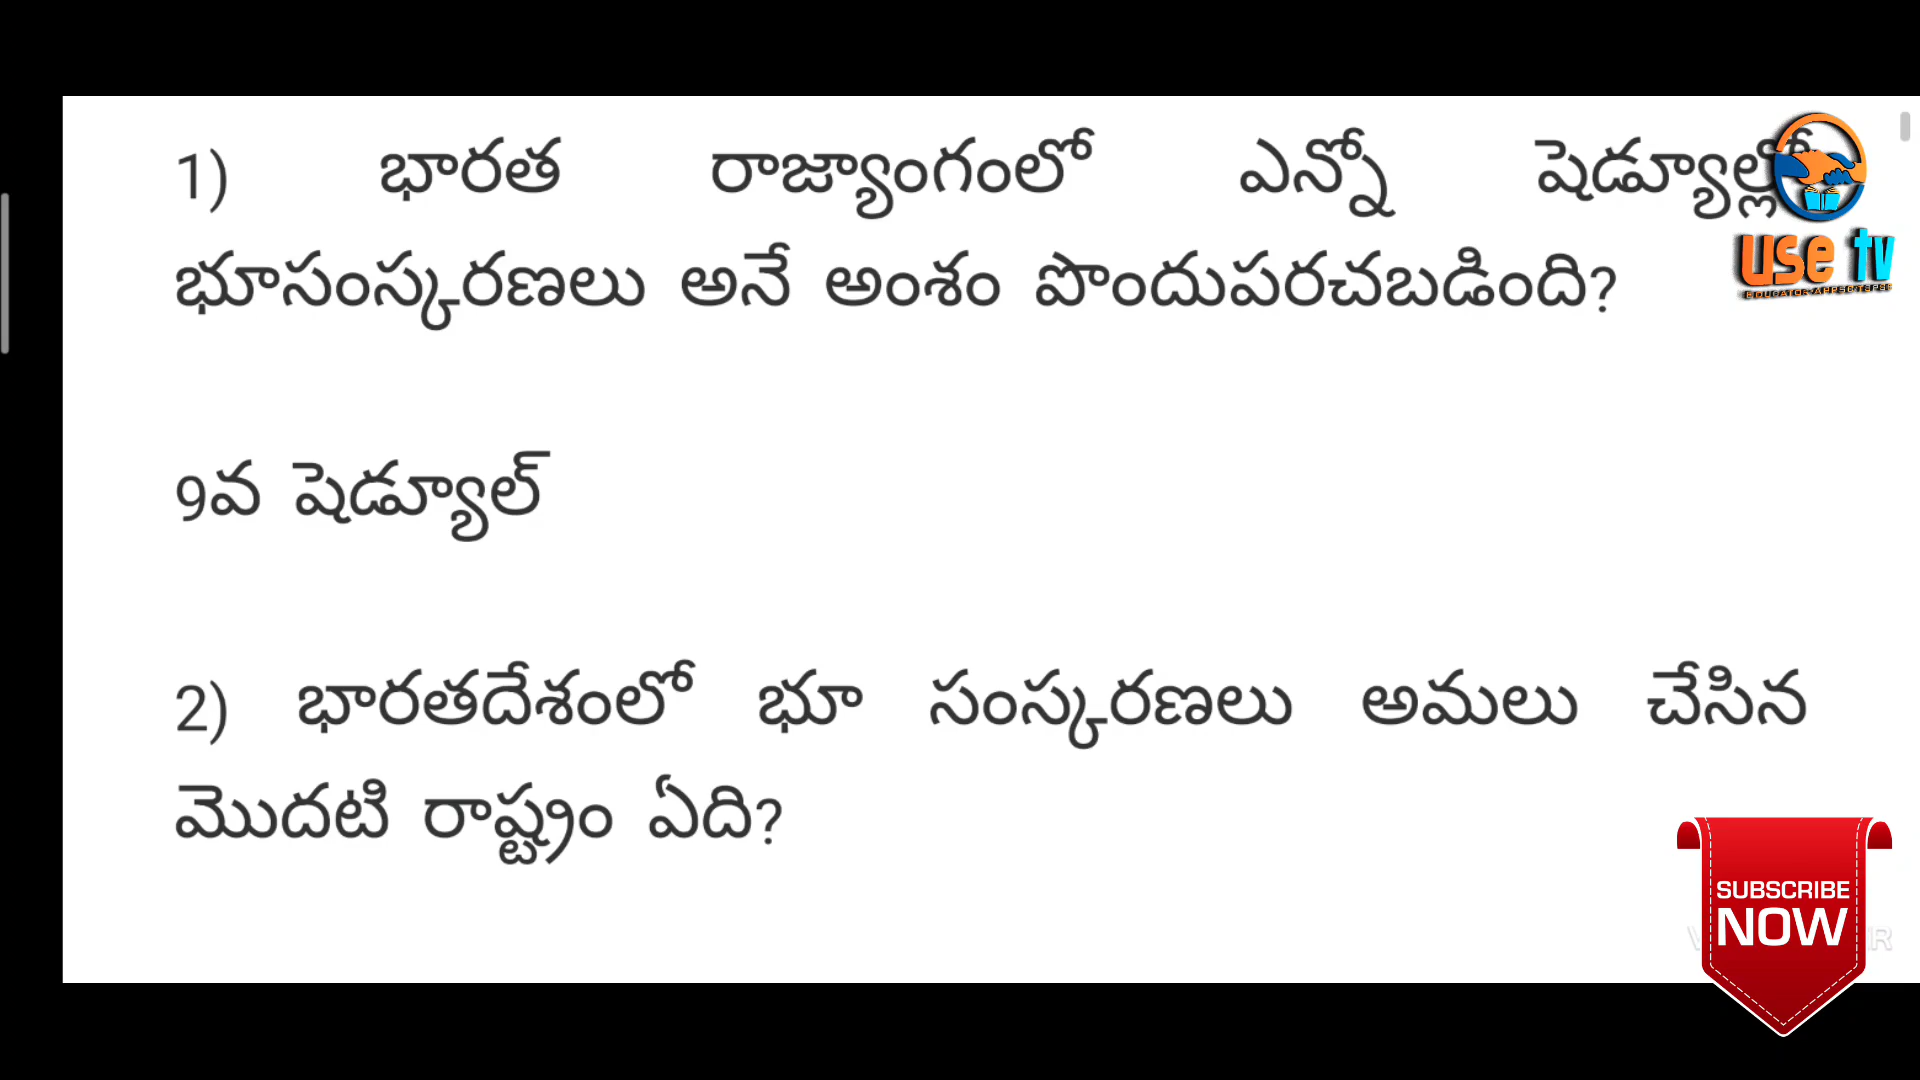 1) భారత రాజ్యాంగంలో ఎన్నో షెడ్యూల్లో
భూసంస్కరణలు అనే అంశం పొందుపరచబడింది?
9వ షెడ్యూల్
2) భారతదేశంలో భూ సంస్కరణలు అమలు చేసిన
మొదటి రాష్ట్రం ఏది?
use tv
SUBSCRIBE
NOW